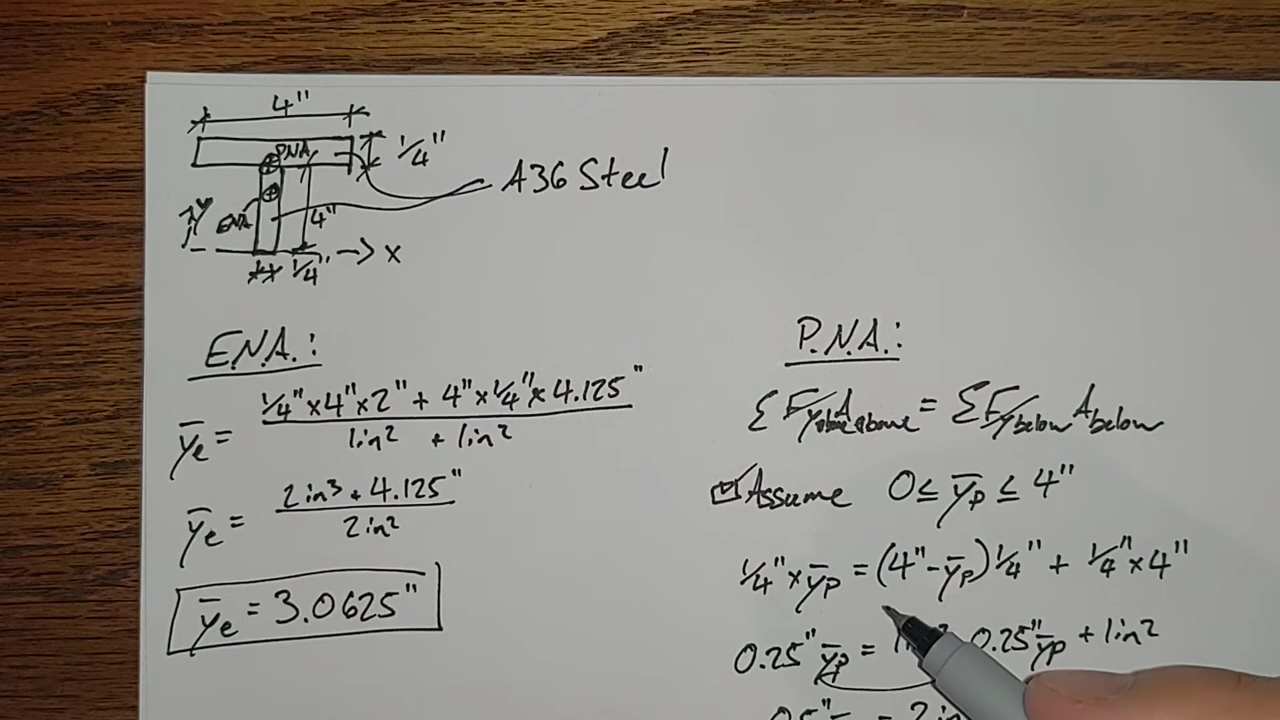 4"
PNA
1/4"
A36 Steel
y
ENA
4"
x
1/4"
E.N.A.:
ȳe = (1/4" x 4" x 2" + 4" x 1/4" x 4.125") / (1in² + 1in²)
ȳe = (2in³ + 4.125") / 2in²
ȳe = 3.0625"
P.N.A.:
ΣFy above A above = ΣFy below A below
Assume 0 ≤ ȳp ≤ 4"
1/4" x ȳp = (4" - ȳp) 1/4" + 1/4" x 4"
0.25" ȳp = 0.25" ȳp + 1in²